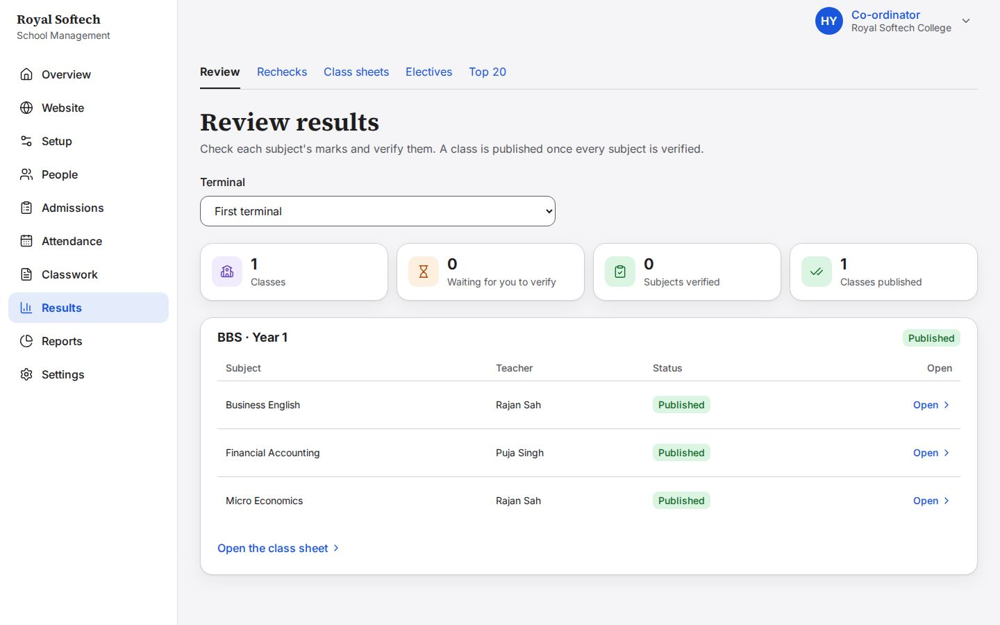 Royal Softech
School Management
Overview
Website
Setup
People
Admissions
Attendance
Classwork
Results
Reports
Settings
HY
Co-ordinator
Royal Softech College
Review Rechecks Class sheets Electives Top 20
Review results
Check each subject's marks and verify them. A class is published once every subject is verified.
Terminal
First terminal
1
Classes
0
Waiting for you to verify
0
Subjects verified
1
Classes published
BBS · Year 1 Published
Subject Teacher Status Open
Business English Rajan Sah Published Open
Financial Accounting Puja Singh Published Open
Micro Economics Rajan Sah Published Open
Open the class sheet